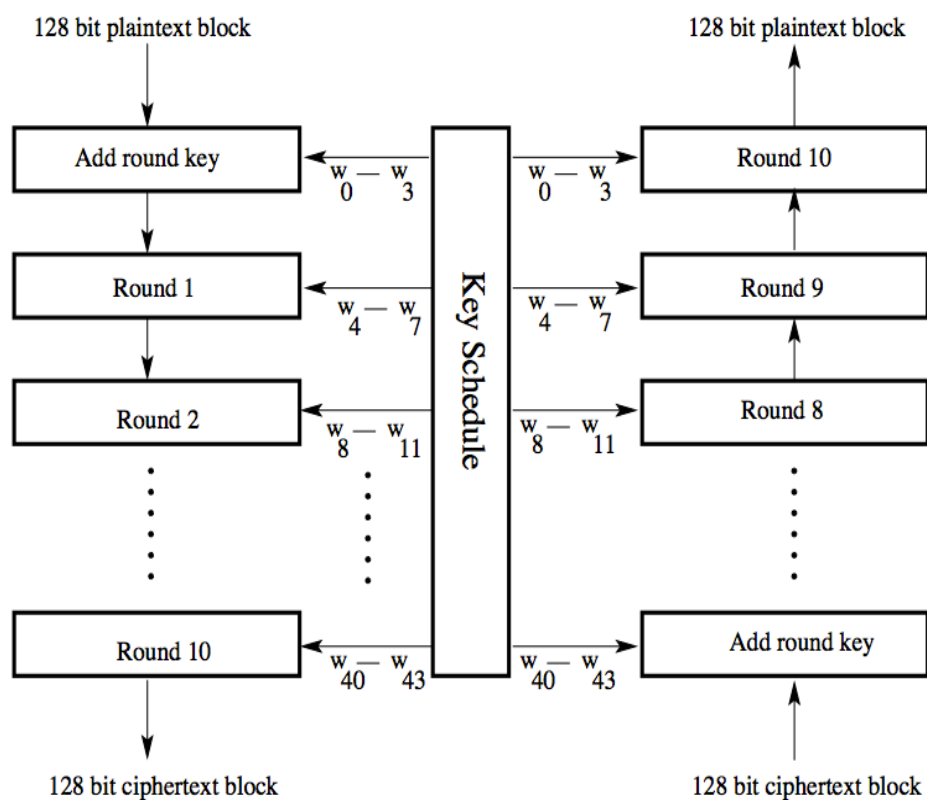 128 bit plaintext block
128 bit plaintext block
Add round key
w0 — w3
w0 — w3
Round 10
Round 1
w4 — w7
w4 — w7
Round 9
Key Schedule
Round 2
w8 — w11
w8 — w11
Round 8
Round 10
w40 — w43
w40 — w43
Add round key
128 bit ciphertext block
128 bit ciphertext block